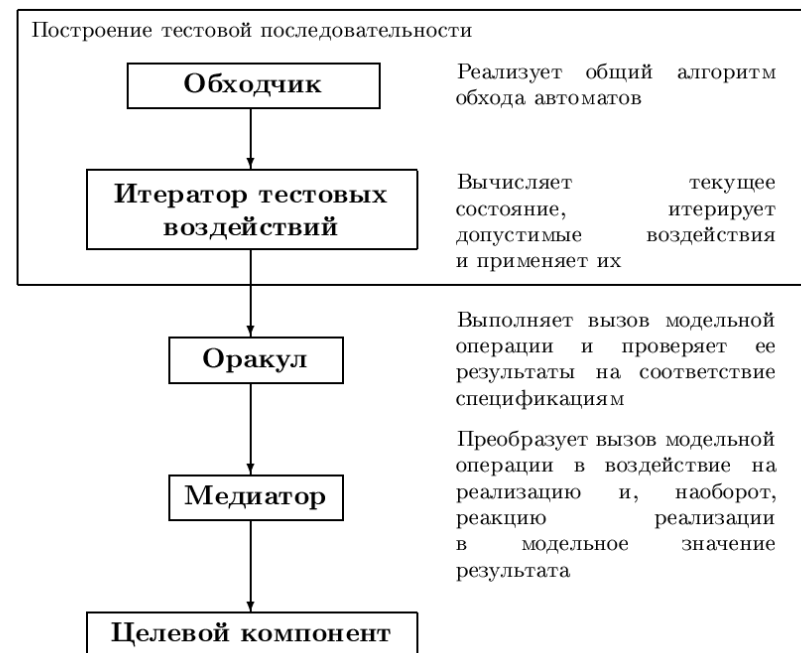 Построение тестовой последовательности
Обходчик
Реализует общий алгоритм
обхода автоматов
Итератор тестовых
воздействий
Вычисляет текущее
состояние, итерирует
допустимые воздействия
и применяет их
Оракул
Выполняет вызов модельной
операции и проверяет ее
результаты на соответствие
спецификациям
Медиатор
Преобразует вызов модельной
операции в воздействие на
реализацию и, наоборот,
реакцию реализации
в модельное значение
результата
Целевой компонент